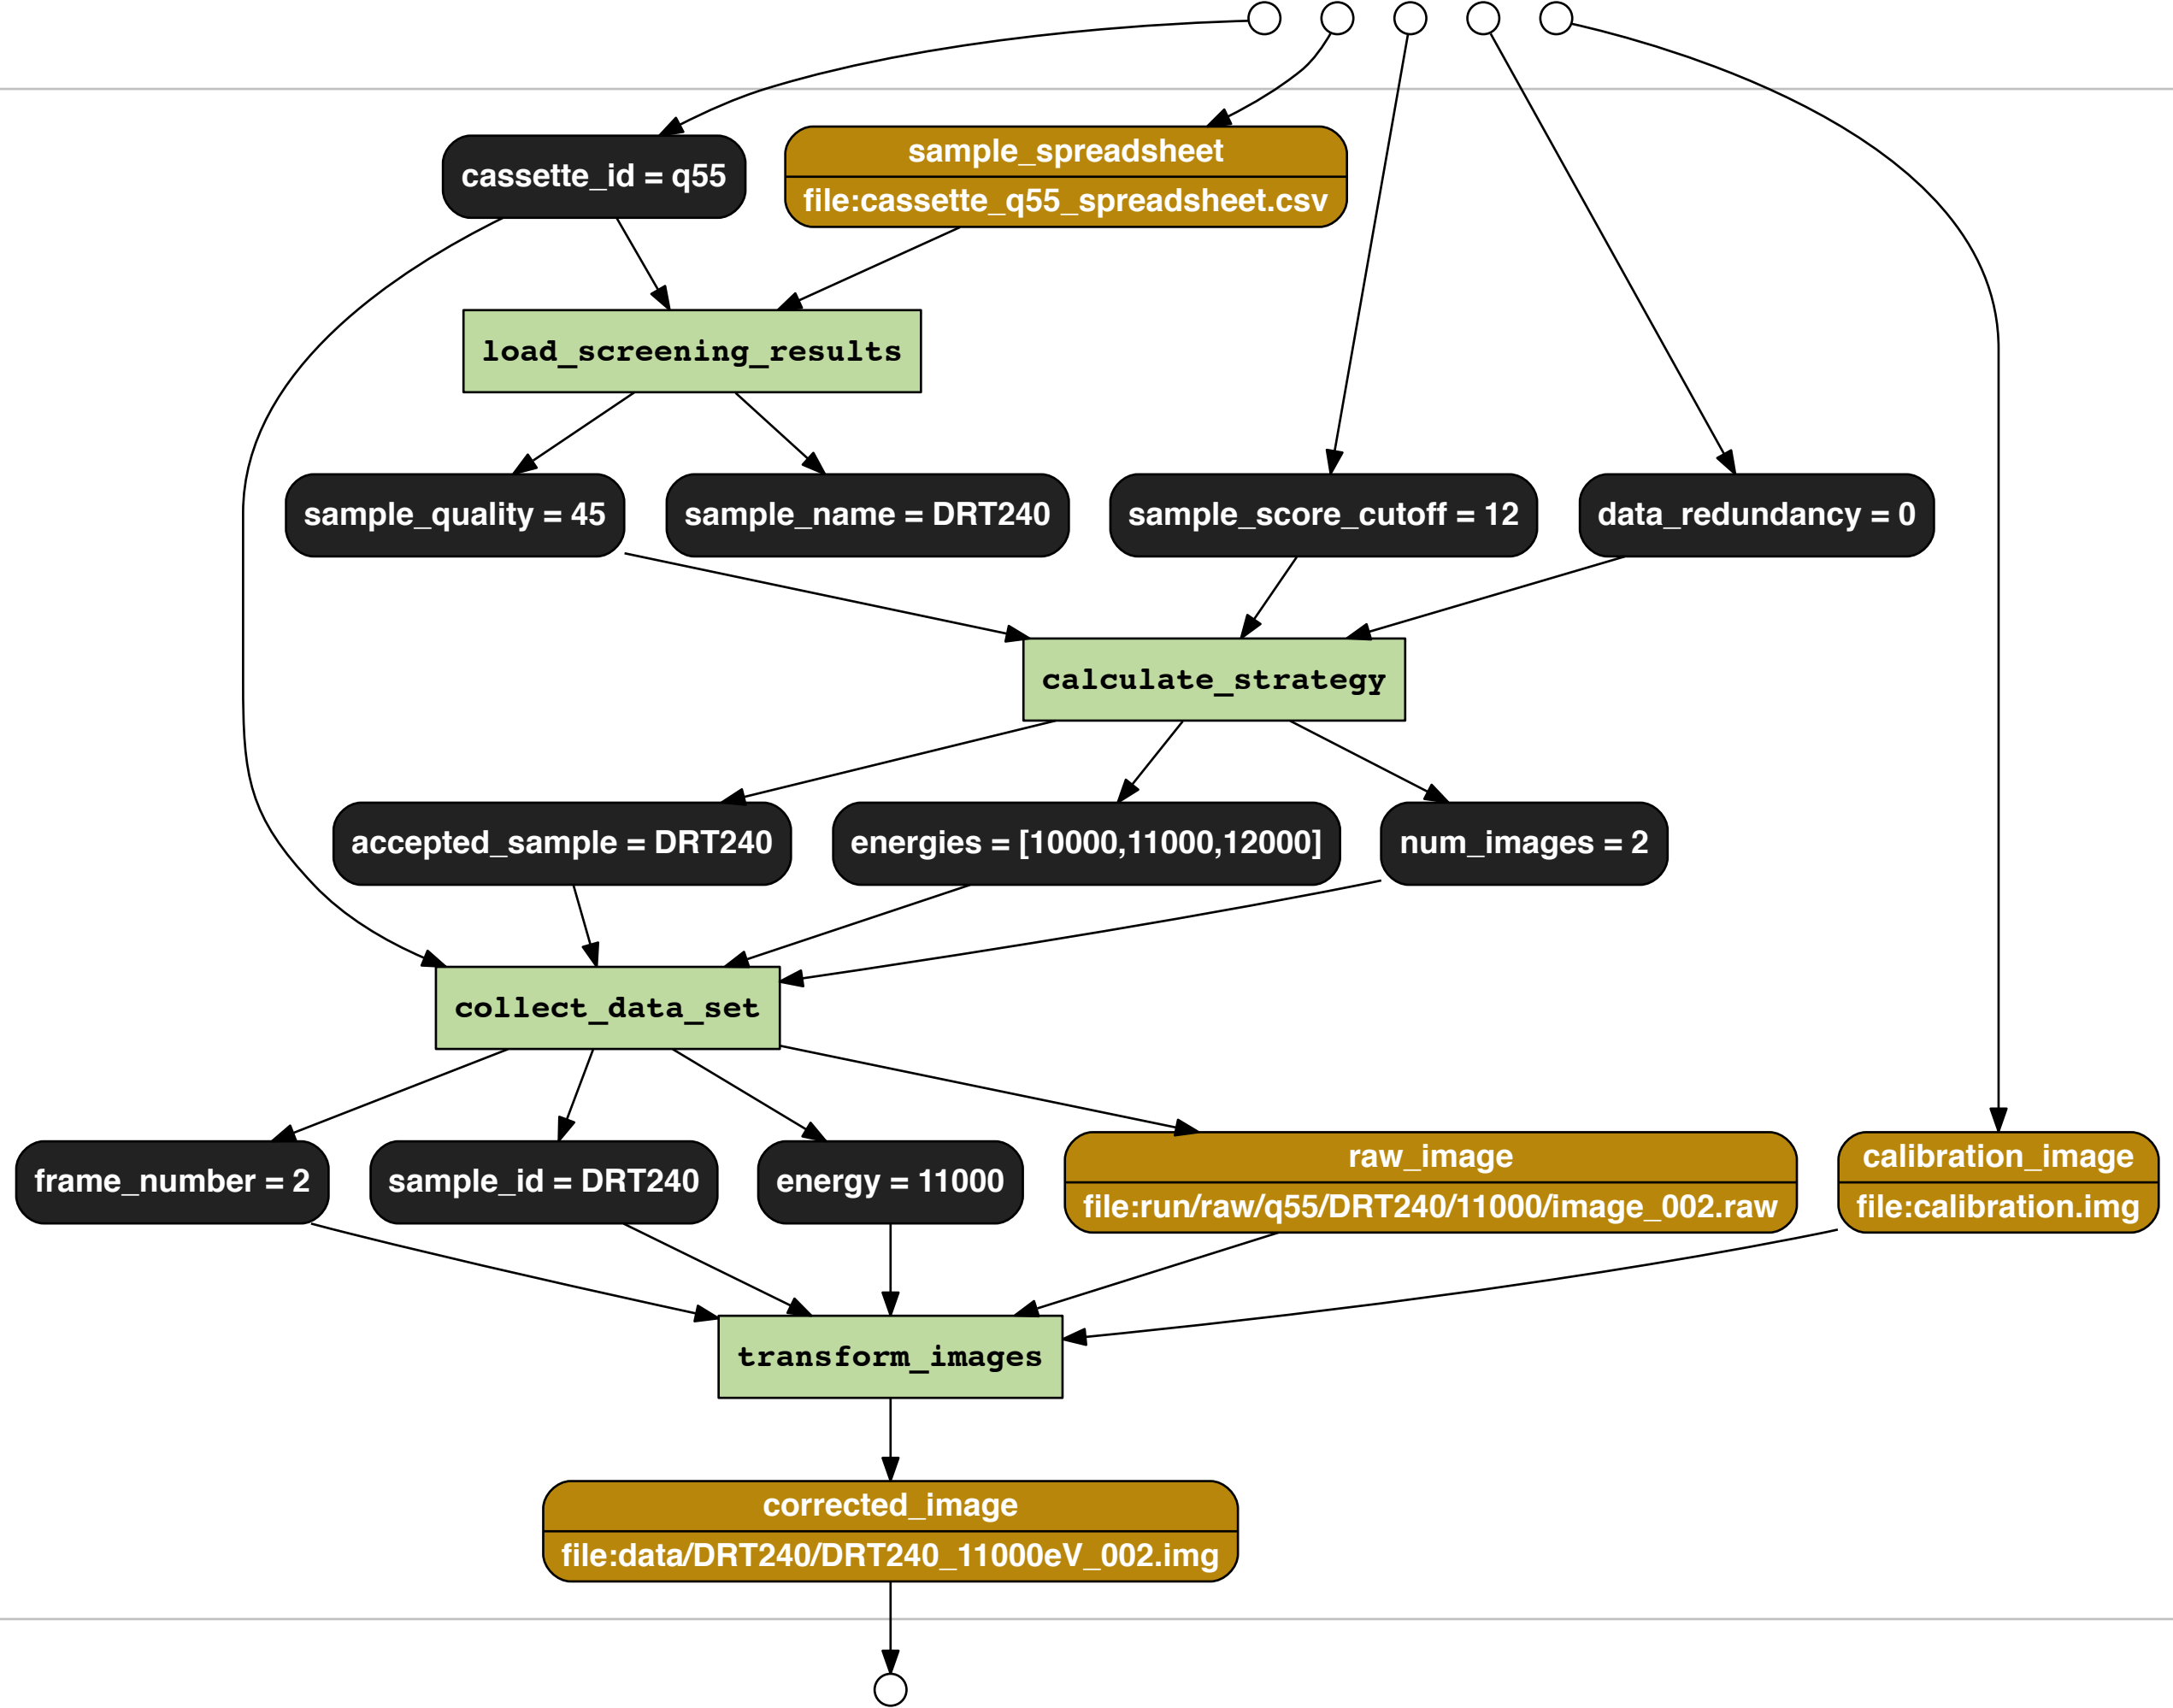 cassette_id = q55
sample_spreadsheet
file:cassette_q55_spreadsheet.csv
load_screening_results
sample_quality = 45
sample_name = DRT240
sample_score_cutoff = 12
data_redundancy = 0
calculate_strategy
accepted_sample = DRT240
energies = [10000,11000,12000]
num_images = 2
collect_data_set
frame_number = 2
sample_id = DRT240
energy = 11000
raw_image
file:run/raw/q55/DRT240/11000/image_002.raw
calibration_image
file:calibration.img
transform_images
corrected_image
file:data/DRT240/DRT240_11000eV_002.img